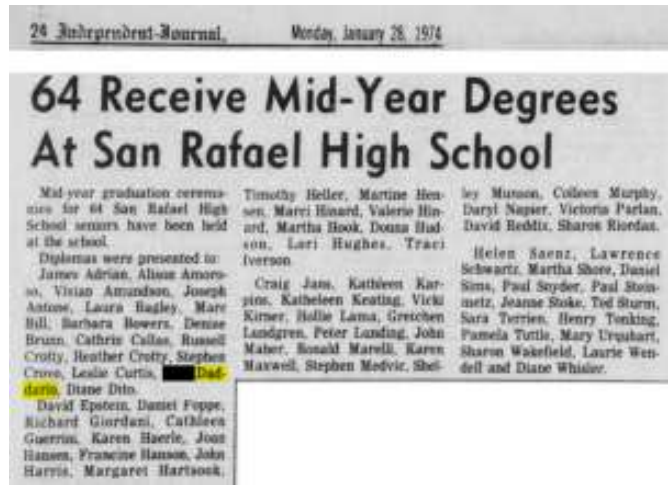 24 Independent-Journal, Monday, January 28, 1974
64 Receive Mid-Year Degrees
At San Rafael High School
Mid-year graduation ceremo-
nies for 64 San Rafael High
School seniors have been held
at the school.
Diplomas were presented to:
James Adrian, Alison Amoro-
so, Vivian Amundson, Joseph
Antone, Laura Bagley, Marc
Bill, Barbara Bowers, Denise
Brunn, Cathrin Callas, Russell
Crotty, Heather Crotty, Stephen
Crovo, Leslie Curtis, Dad-
dario, Diane Dito.
David Epstein, Daniel Foppe,
Richard Giordani, Cathleen
Guerrini, Karen Haerle, Joan
Hansen, Francine Hanson, John
Harris, Margaret Hartsook,
Timothy Heller, Martine Hen-
sen, Marci Hinard, Valerie Hin-
ard, Martha Hook, Donna Hud-
son, Lori Hughes, Traci
Iverson.
Craig Jans, Kathleen Kar-
pins, Katheleen Keating, Vicki
Kirner, Hollie Lama, Gretchen
Landgren, Peter Lunding, John
Maher, Ronald Marelli, Karen
Maxwell, Stephen Medvic, Shel-
ley Munson, Colleen Murphy,
Daryl Napier, Victoria Parlan,
David Reddix, Sharon Riordan.
Helen Saenz, Lawrence
Schwartz, Martha Shore, Daniel
Sims, Paul Snyder, Paul Stein-
metz, Jeanne Stoke, Ted Sturm,
Sara Terrien, Henry Tonking,
Pamela Tuttle, Mary Urquhart,
Sharon Wakefield, Laurie Wen-
dell and Diane Whisler.